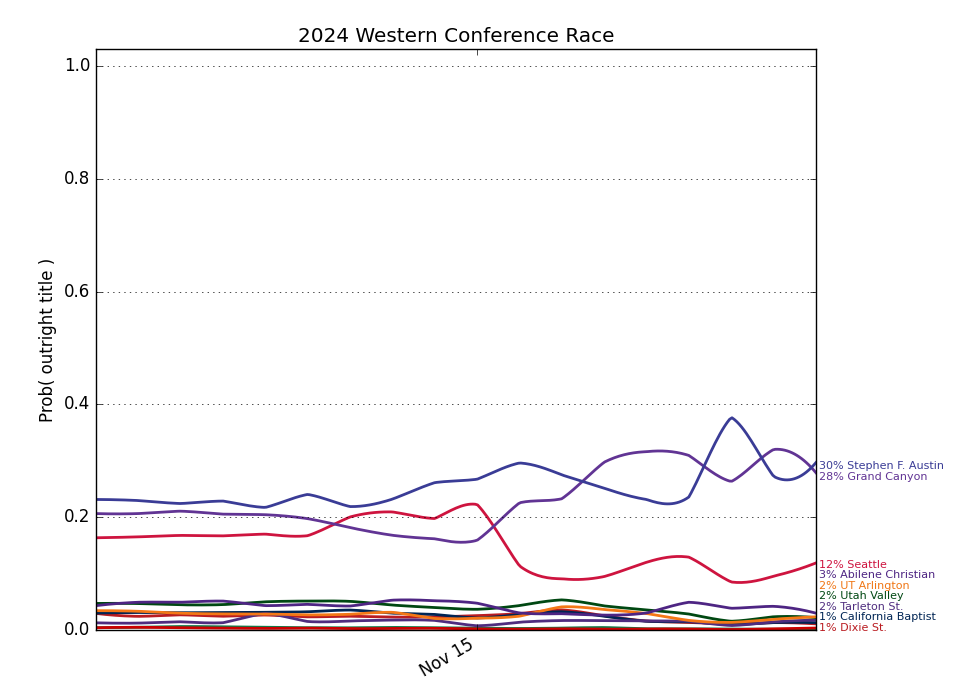 2024 Western Conference Race
Prob( outright title )
1.0
0.8
0.6
0.4
0.2
0.0
Nov 15
30% Stephen F. Austin
28% Grand Canyon
12% Seattle
3% Abilene Christian
2% UT Arlington
2% Utah Valley
2% Tarleton St.
1% California Baptist
1% Dixie St.